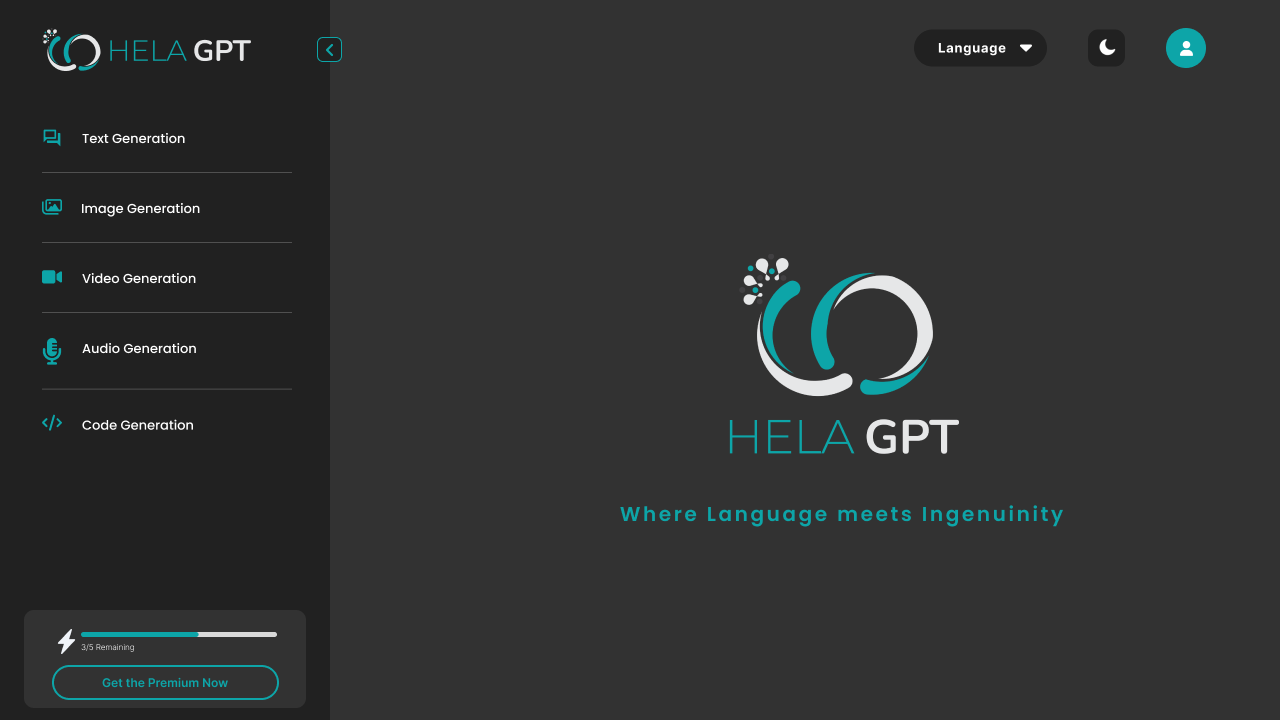 HELA GPT
Language
Text Generation
Image Generation
Video Generation
Audio Generation
Code Generation
HELA GPT
Where Language meets Ingenuinity
3/5 Remaining
Get the Premium Now